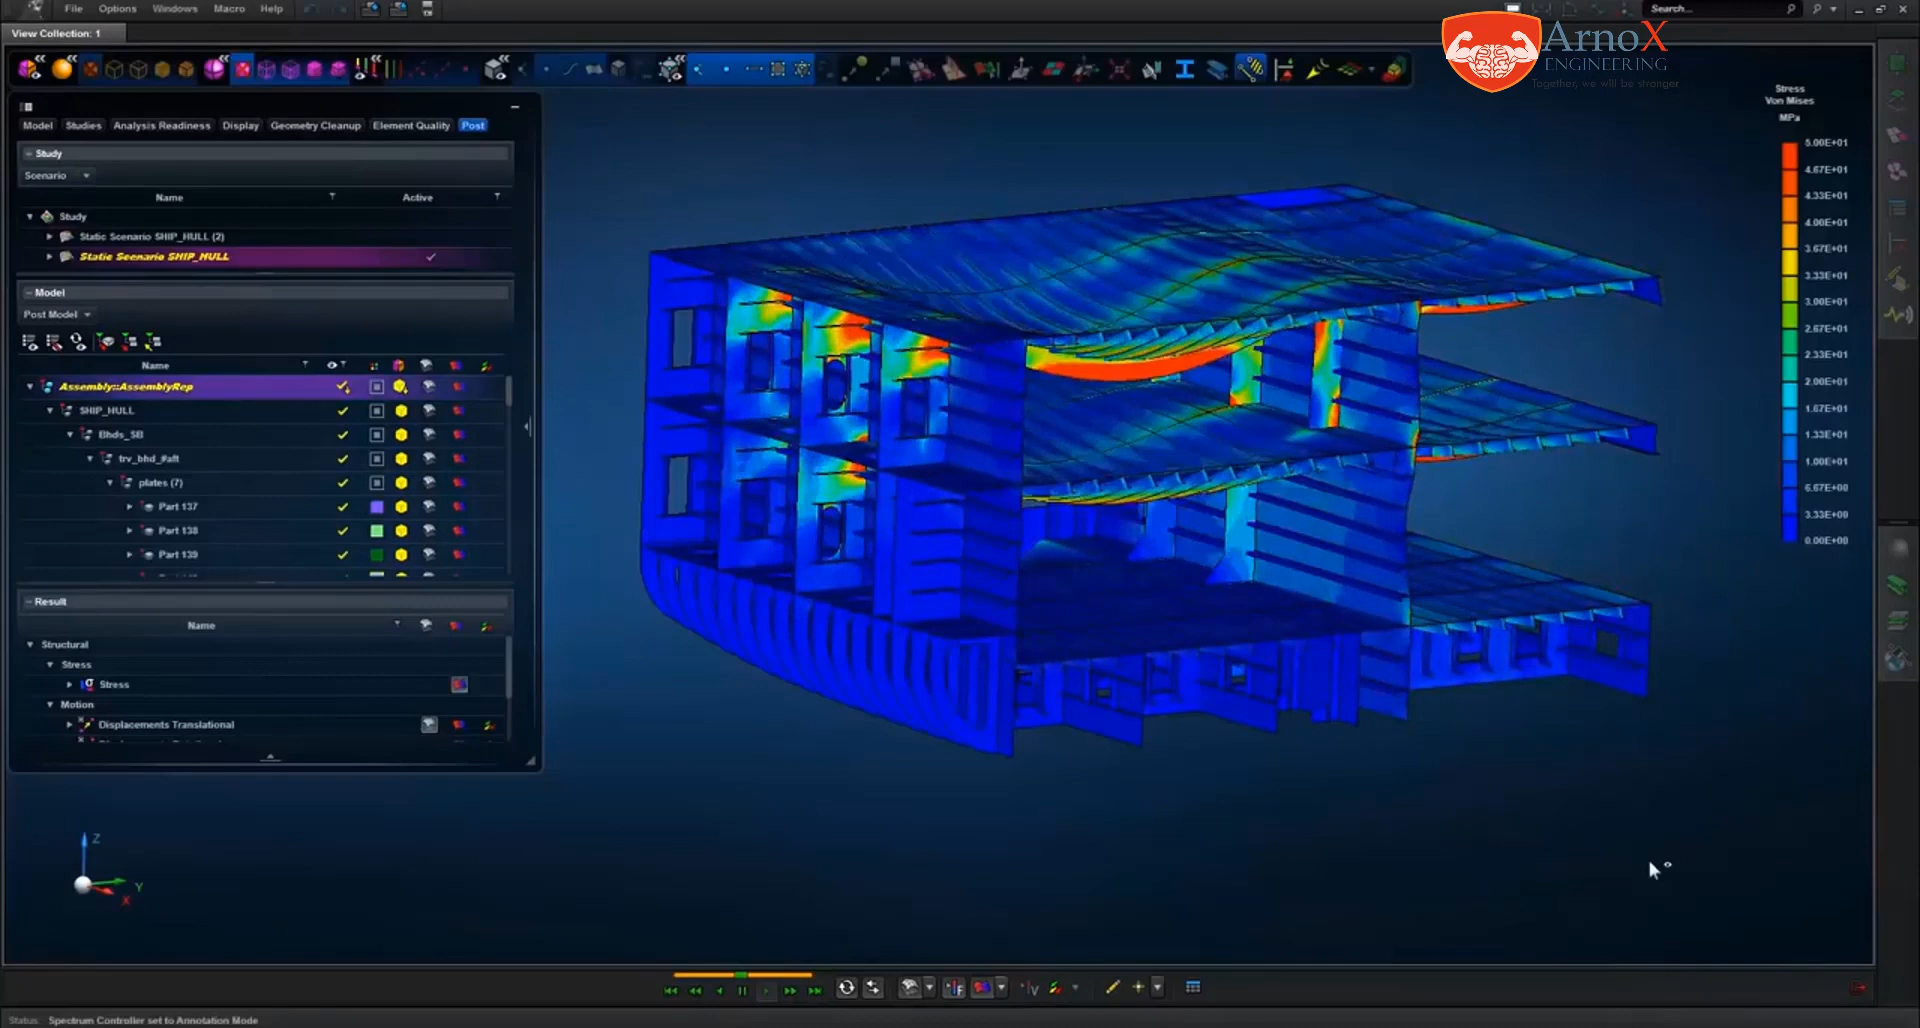 File Options Windows Macro Help
Search...
View Collection: 1
ArnoX
ENGINEERING
Together, we will be stronger
Model Studies Analysis Readiness Display Geometry Cleanup Element Quality Post
Study
Scenario
Name Active
Study
Static Scenario SHIP_HULL (2)
Static Scenario SHIP_HULL
Model
Post Model
Name
Assembly::AssemblyRep
SHIP_HULL
Bhds_SB
trv_bhd_#aft
plates (7)
Part 137
Part 138
Part 139
Result
Name
Structural
Stress
Stress
Motion
Displacements Translational
Stress
Von Mises
MPa
5.00E+01
4.67E+01
4.33E+01
4.00E+01
3.67E+01
3.33E+01
3.00E+01
2.67E+01
2.33E+01
2.00E+01
1.67E+01
1.33E+01
1.00E+01
6.67E+00
3.33E+00
0.00E+00
Z
Y
X
Status: Spectrum Controller set to Annotation Mode